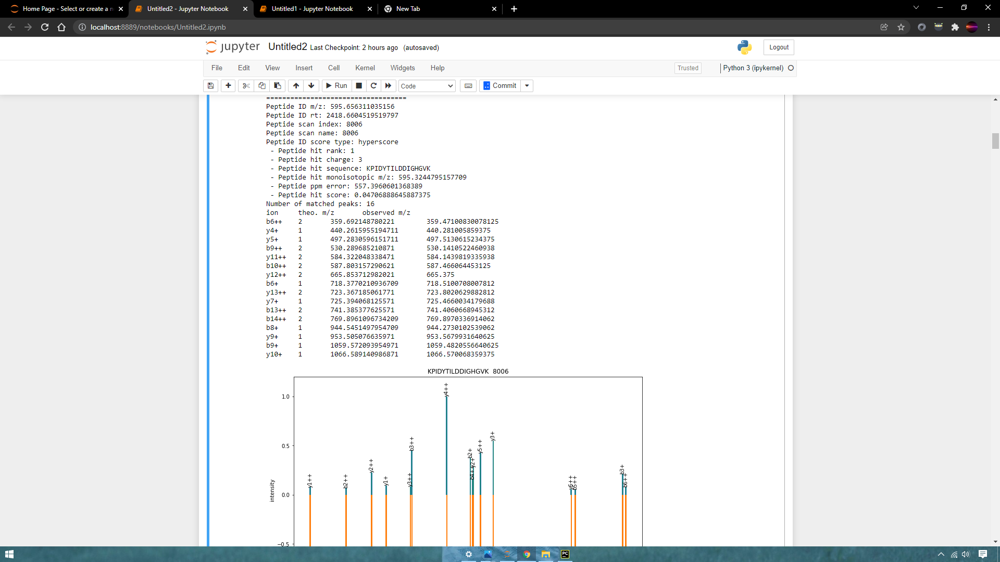 Home Page - Select or create a n
Untitled2 - Jupyter Notebook
Untitled1 - Jupyter Notebook
New Tab
localhost:8889/notebooks/Untitled2.ipynb
jupyter Untitled2 Last Checkpoint: 2 hours ago (autosaved)
Logout
File Edit View Insert Cell Kernel Widgets Help
Trusted
Python 3 (ipykernel)
Run
Code
Commit
===================================
Peptide ID m/z: 595.656311035156
Peptide ID rt: 2418.6604519519797
Peptide scan index: 8006
Peptide scan name: 8006
Peptide ID score type: hyperscore
- Peptide hit rank: 1
- Peptide hit charge: 3
- Peptide hit sequence: KPIDYTILDDIGHGVK
- Peptide hit monoisotopic m/z: 595.3244795157709
- Peptide ppm error: 557.3960601368389
- Peptide hit score: 0.04706888645887375
Number of matched peaks: 16
ion theo. m/z observed m/z
b6++ 2 359.692148780221 359.47100830078125
y4+ 1 440.2615955194711 440.281005859375
y5+ 1 497.2830596151711 497.5130615234375
b9++ 2 530.289685210871 530.1410522460938
y11++ 2 584.322048338471 584.1439819335938
b10++ 2 587.803157290621 587.466064453125
y12++ 2 665.853712982021 665.375
b6+ 1 718.3770210936709 718.5100708007812
y13++ 2 723.367185061771 723.8020629882812
y7+ 1 725.394068125571 725.4660034179688
b13++ 2 741.385377625571 741.4060668945312
b14++ 2 769.8961096734209 769.8970336914062
b8+ 1 944.5451497954709 944.2730102539062
y9+ 1 953.505076635971 953.5679931640625
b9+ 1 1059.572093954971 1059.4820556640625
y10+ 1 1066.589140986871 1066.570068359375
KPIDYTILDDIGHGVK 8006
1.0
0.5
0.0
−0.5
intensity
y1++
b2++
y2++
y1+
y3++
b3++
y4++
b2+
b4++
y2+
y5++
y3+
y6++
b5++
b3+
b6++
PC